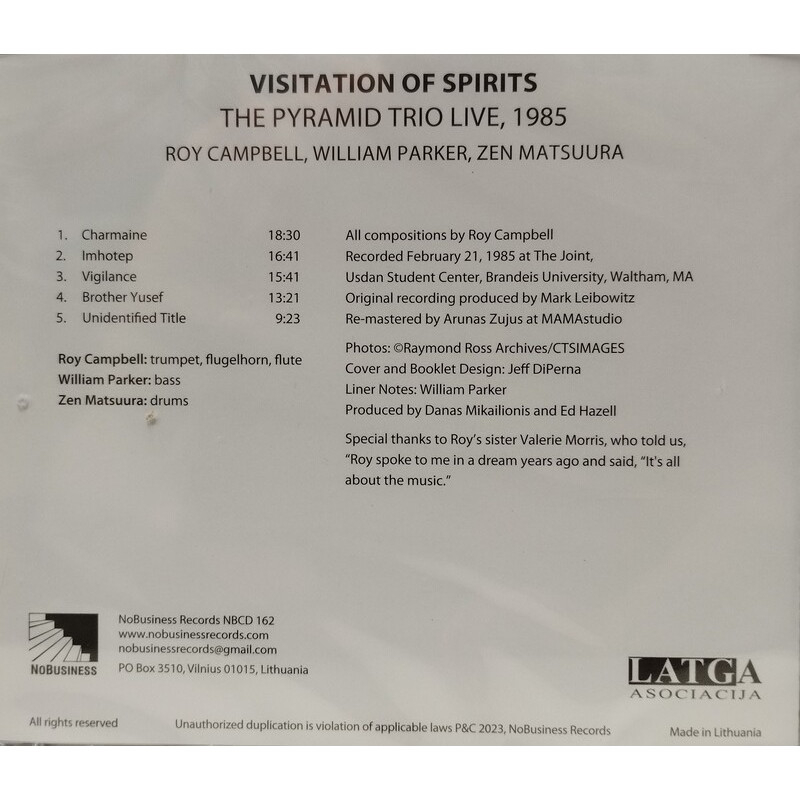 VISITATION OF SPIRITS
THE PYRAMID TRIO LIVE, 1985
ROY CAMPBELL, WILLIAM PARKER, ZEN MATSUURA
1. Charmaine 18:30
2. Imhotep 16:41
3. Vigilance 15:41
4. Brother Yusef 13:21
5. Unidentified Title 9:23
Roy Campbell: trumpet, flugelhorn, flute
William Parker: bass
Zen Matsuura: drums
All compositions by Roy Campbell
Recorded February 21, 1985 at The Joint,
Usdan Student Center, Brandeis University, Waltham, MA
Original recording produced by Mark Leibowitz
Re-mastered by Arunas Zujus at MAMAstudio
Photos: ©Raymond Ross Archives/CTSIMAGES
Cover and Booklet Design: Jeff DiPerna
Liner Notes: William Parker
Produced by Danas Mikailionis and Ed Hazell
Special thanks to Roy's sister Valerie Morris, who told us,
“Roy spoke to me in a dream years ago and said, “It's all
about the music.”
NoBusiness
NoBusiness Records NBCD 162
www.nobusinessrecords.com
nobusinessrecords@gmail.com
PO Box 3510, Vilnius 01015, Lithuania
LATGA
ASOCIACIJA
All rights reserved
Unauthorized duplication is violation of applicable laws P&C 2023, NoBusiness Records
Made in Lithuania